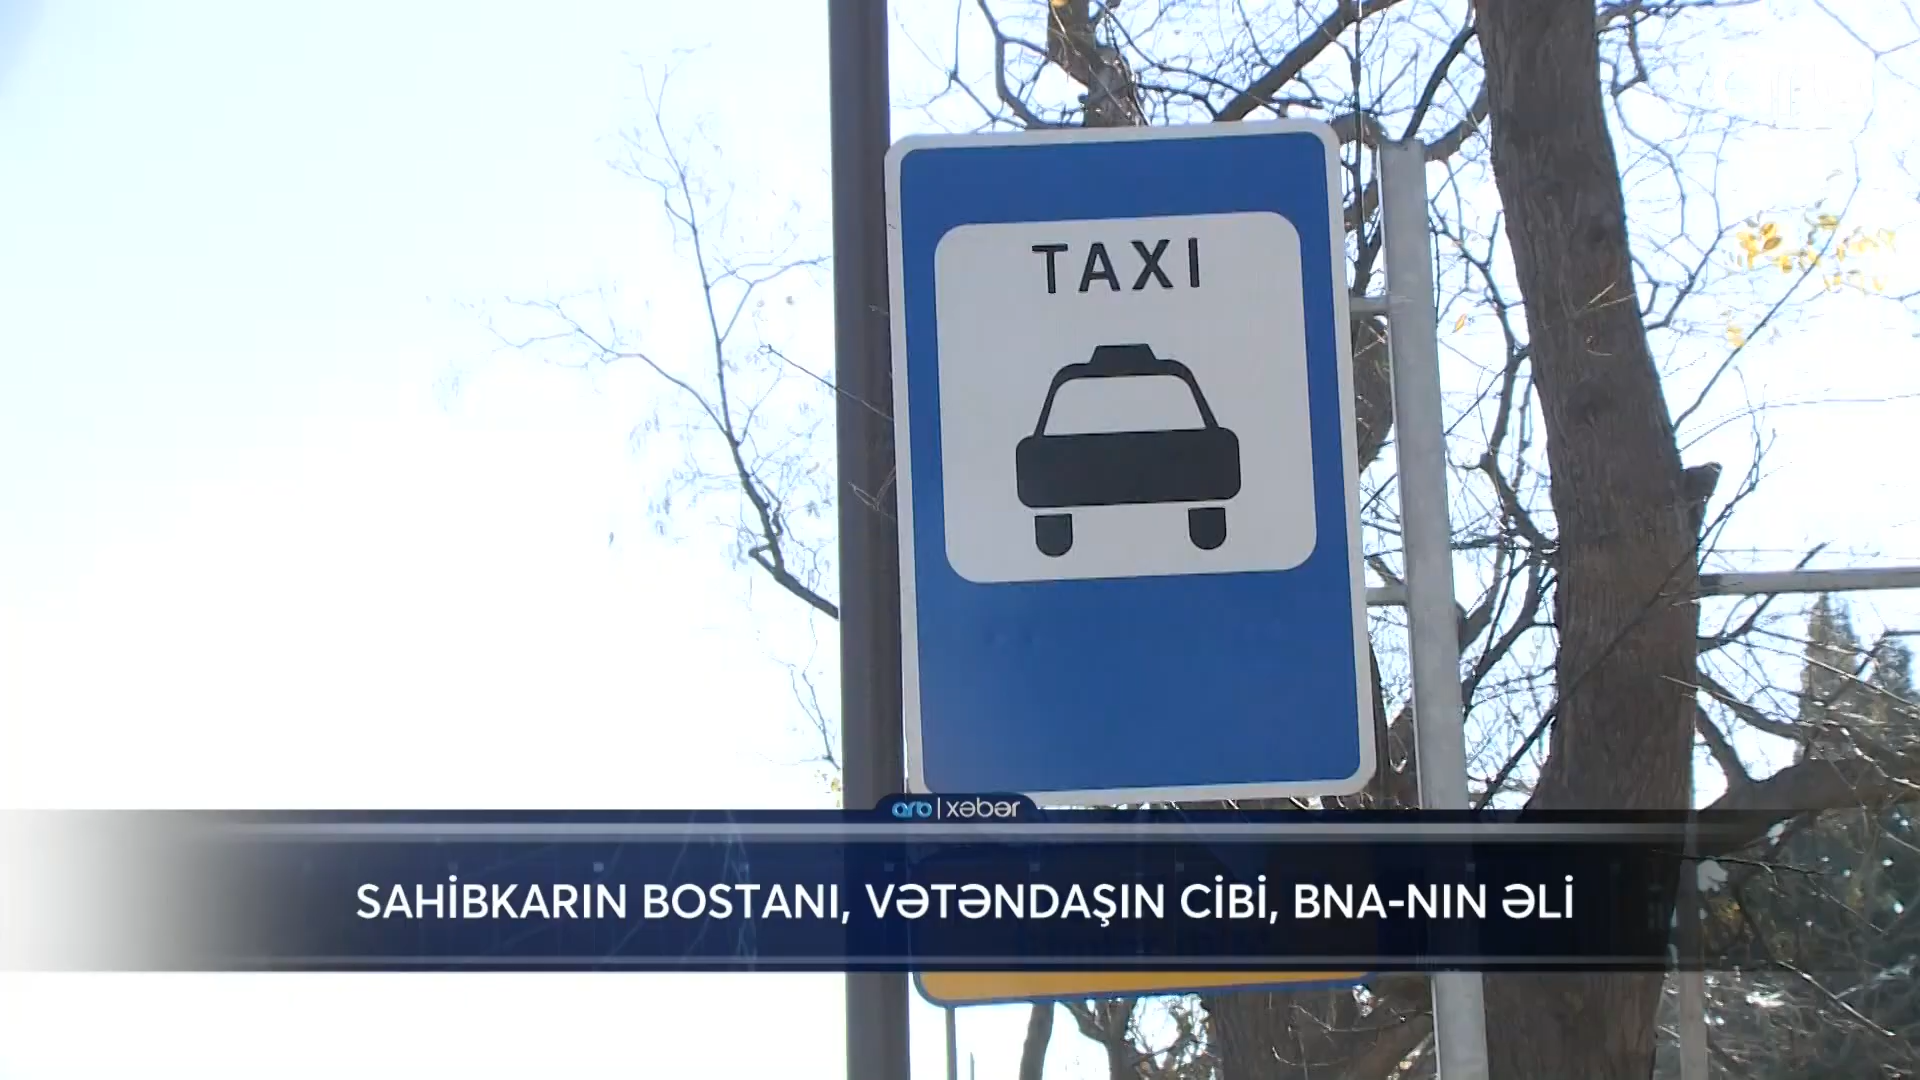 TAXI
arb | xəbər
SAHİBKARIN BOSTANI, VƏTƏNDAŞIN CİBİ, BNA-NIN ƏLİ